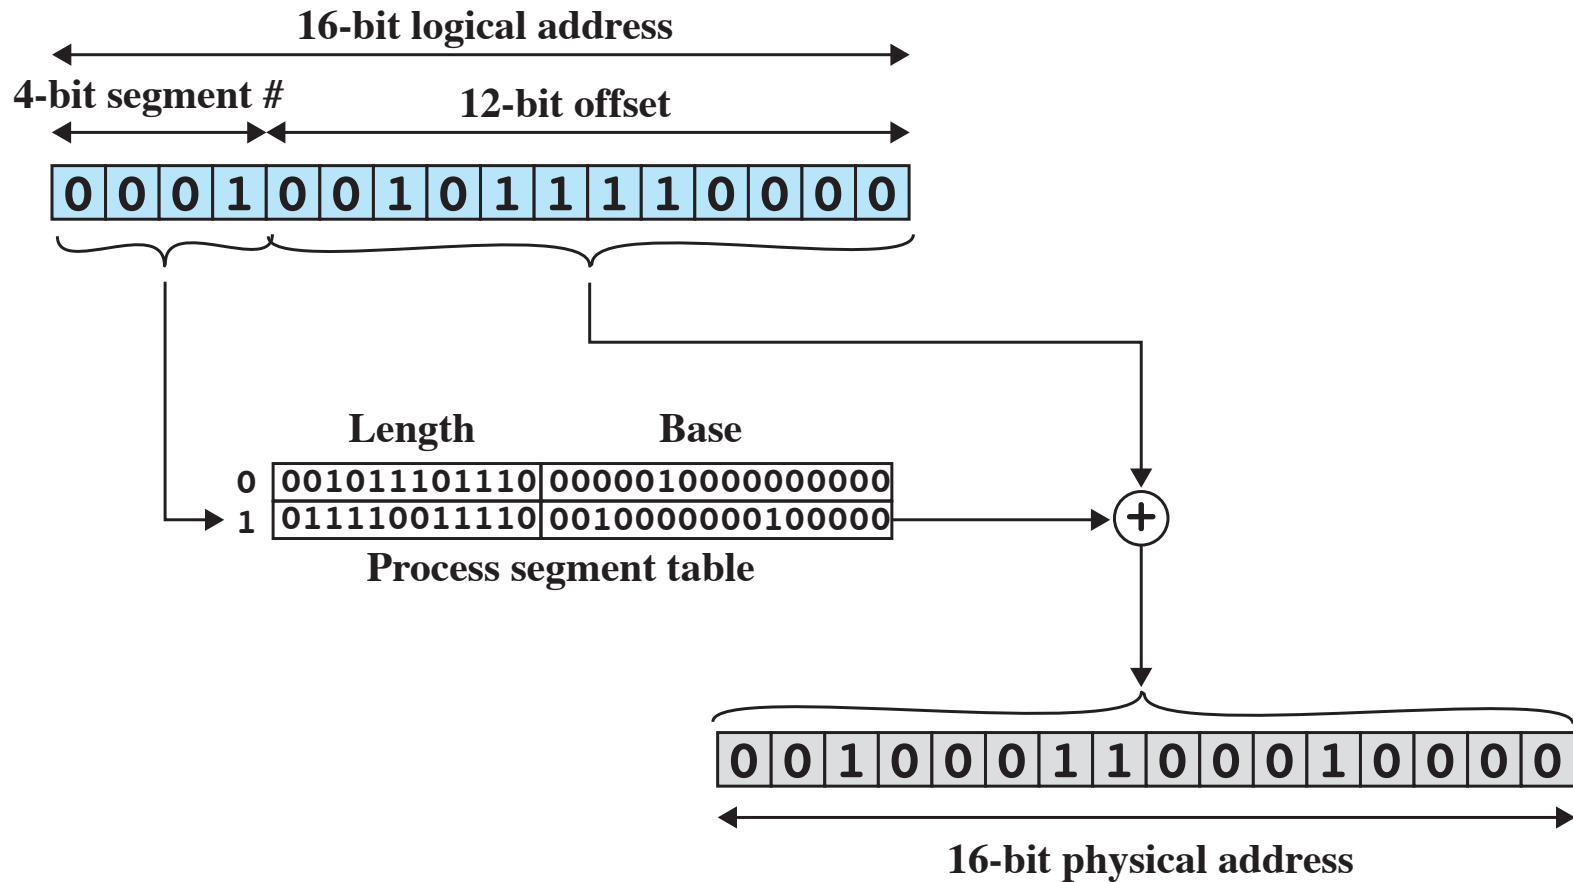 16-bit logical address
4-bit segment # 12-bit offset
0 0 0 1 0 0 1 0 1 1 1 1 0 0 0 0
Length Base
0 001011101110 0000010000000000
1 011110011110 0010000000100000
+
Process segment table
0 0 1 0 0 0 1 1 0 0 0 1 0 0 0 0
16-bit physical address